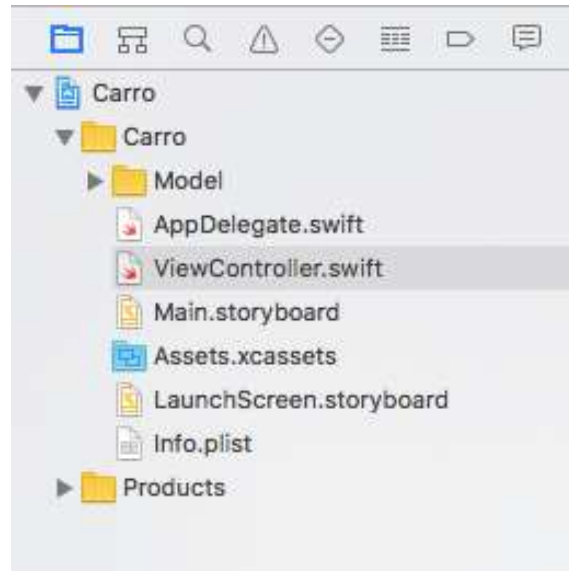 Carro
Carro
Model
AppDelegate.swift
ViewController.swift
Main.storyboard
Assets.xcassets
LaunchScreen.storyboard
Info.plist
Products